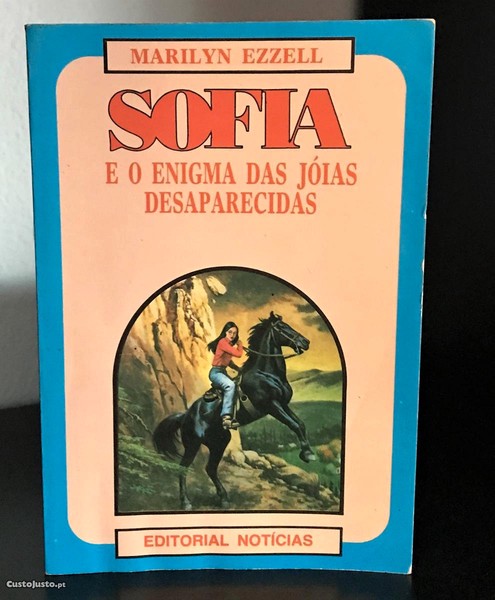 MARILYN EZZELL
SOFIA
E O ENIGMA DAS JÓIAS
DESAPARECIDAS
EDITORIAL NOTÍCIAS
CustoJusto.pt